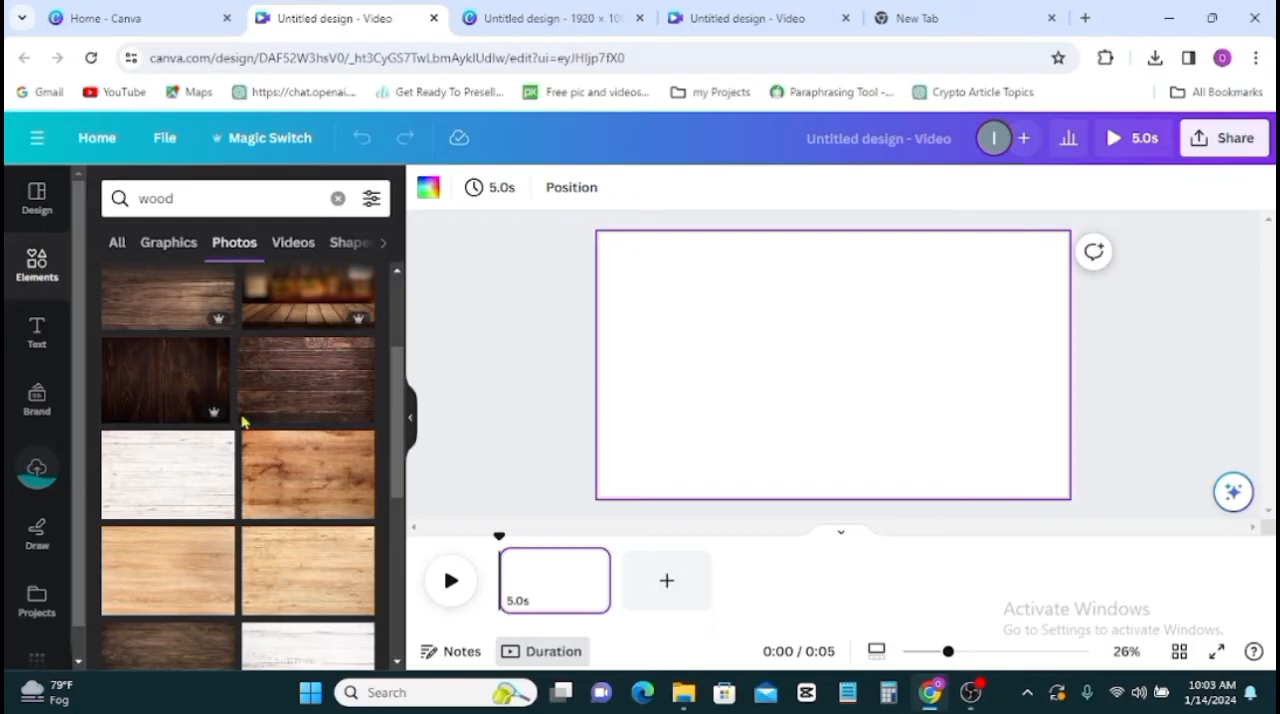 Home - Canva
Untitled design - Video
Untitled design - 1920 × 10
Untitled design - Video
New Tab
canva.com/design/DAF52W3hsV0/_ht3CyGS7TwLbmAykIUdIw/edit?ui=eyJHIjp7fX0
O
Gmail
YouTube
Maps
https://chat.openai....
Get Ready To Presell...
Free pic and videos...
my Projects
Paraphrasing Tool -...
Crypto Article Topics
All Bookmarks
Home
File
Magic Switch
Untitled design - Video
I
5.0s
Share
Design
Elements
Text
Brand
Draw
Projects
wood
All
Graphics
Photos
Videos
Shape
5.0s
Position
5.0s
Notes
Duration
0:00 / 0:05
26%
Activate Windows
Go to Settings to activate Windows.
79°F
Fog
Search
10:03 AM
1/14/2024